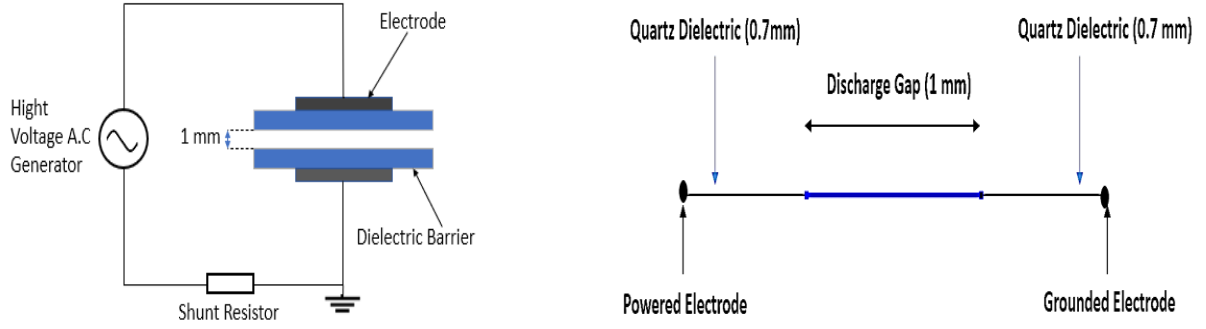 Electrode
Hight
Voltage A.C
Generator
1 mm
Dielectric Barrier
Shunt Resistor
Quartz Dielectric (0.7mm)
Quartz Dielectric (0.7 mm)
Discharge Gap (1 mm)
Powered Electrode
Grounded Electrode